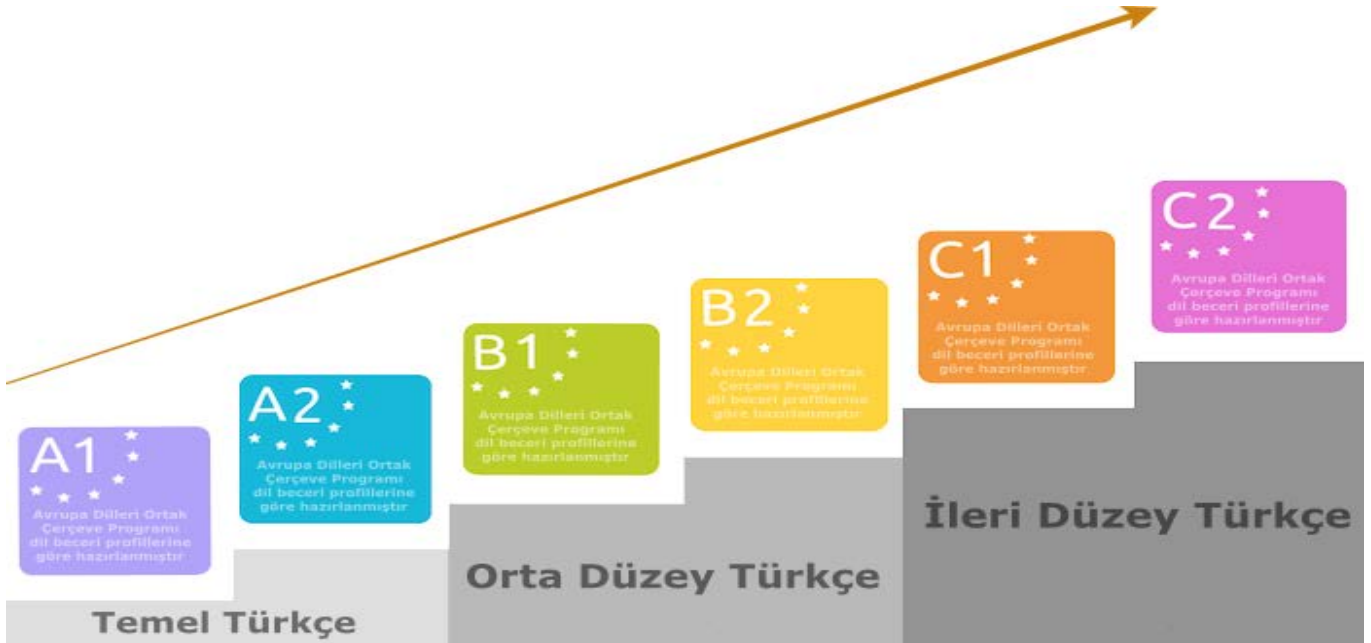 A1
Avrupa Dilleri Ortak
Çerçeve Programı
dil beceri profillerine
göre hazırlanmıştır
A2
Avrupa Dilleri Ortak
Çerçeve Programı
dil beceri profillerine
göre hazırlanmıştır
B1
Avrupa Dilleri Ortak
Çerçeve Programı
dil beceri profillerine
göre hazırlanmıştır
B2
Avrupa Dilleri Ortak
Çerçeve Programı
dil beceri profillerine
göre hazırlanmıştır
C1
Avrupa Dilleri Ortak
Çerçeve Programı
dil beceri profillerine
göre hazırlanmıştır
C2
Avrupa Dilleri Ortak
Çerçeve Programı
dil beceri profillerine
göre hazırlanmıştır
Temel Türkçe
Orta Düzey Türkçe
İleri Düzey Türkçe